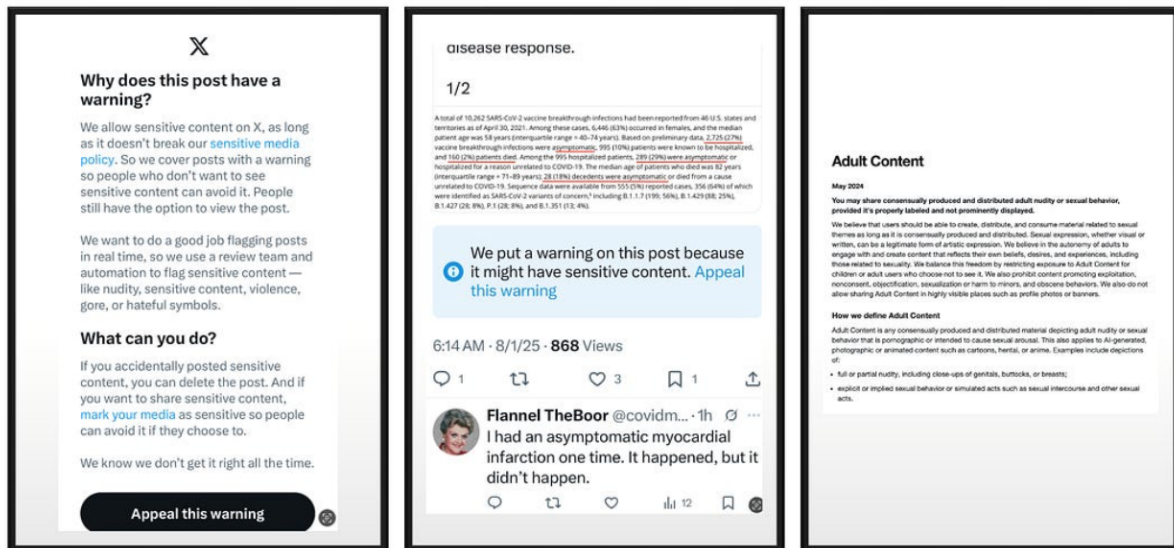 X
Why does this post have a
warning?
We allow sensitive content on X, as long
as it doesn't break our sensitive media
policy. So we cover posts with a warning
so people who don't want to see
sensitive content can avoid it. People
still have the option to view the post.
We want to do a good job flagging posts
in real time, so we use a review team and
automation to flag sensitive content —
like nudity, sensitive content, violence,
gore, or hateful symbols.
What can you do?
If you accidentally posted sensitive
content, you can delete the post. And if
you want to share sensitive content,
mark your media as sensitive so people
can avoid it if they choose to.
We know we don't get it right all the time.
Appeal this warning
disease response.
1/2
A total of 10,262 SARS-CoV-2 vaccine breakthrough infections had been reported from 46 U.S. states and
territories as of April 30, 2021. Among these cases, 6,446 (63%) occurred in females, and the median
patient age was 58 years (interquartile range = 40–74 years). Based on preliminary data, 2,725 (27%)
vaccine breakthrough infections were asymptomatic, 995 (10%) patients were known to be hospitalized,
and 160 (2%) patients died. Among the 995 hospitalized patients, 289 (29%) were asymptomatic or
hospitalized for a reason unrelated to COVID-19. The median age of patients who died was 82 years
(interquartile range = 71–89 years); 28 (18%) decedents were asymptomatic or died from a cause
unrelated to COVID-19. Sequence data were available from 555 (5%) reported cases, 356 (64%) of which
were identified as SARS-CoV-2 variants of concern,⁵ including B.1.1.7 (199; 56%), B.1.429 (88; 25%),
B.1.427 (28; 8%), P.1 (28; 8%), and B.1.351 (13; 4%).
We put a warning on this post because
it might have sensitive content. Appeal
this warning
6:14 AM · 8/1/25 · 868 Views
1 3 1
Flannel TheBoor @covidm... · 1h
I had an asymptomatic myocardial
infarction one time. It happened, but it
didn't happen.
12
Adult Content
May 2024
You may share consensually produced and distributed adult nudity or sexual behavior,
provided it's properly labeled and not prominently displayed.
We believe that users should be able to create, distribute, and consume material related to sexual
themes as long as it is consensually produced and distributed. Sexual expression, whether visual or
written, can be a legitimate form of artistic expression. We believe in the autonomy of adults to
engage with and create content that reflects their own beliefs, desires, and experiences, including
those related to sexuality. We balance this freedom by restricting exposure to Adult Content for
children or adult users who choose not to see it. We also prohibit content promoting exploitation,
nonconsent, objectification, sexualization or harm to minors, and obscene behaviors. We also do not
allow sharing Adult Content in highly visible places such as profile photos or banners.
How we define Adult Content
Adult Content is any consensually produced and distributed material depicting adult nudity or sexual
behavior that is pornographic or intended to cause sexual arousal. This also applies to AI-generated,
photographic or animated content such as cartoons, hentai, or anime. Examples include depictions
of:
• full or partial nudity, including close-ups of genitals, buttocks, or breasts;
• explicit or implied sexual behavior or simulated acts such as sexual intercourse and other sexual
acts.